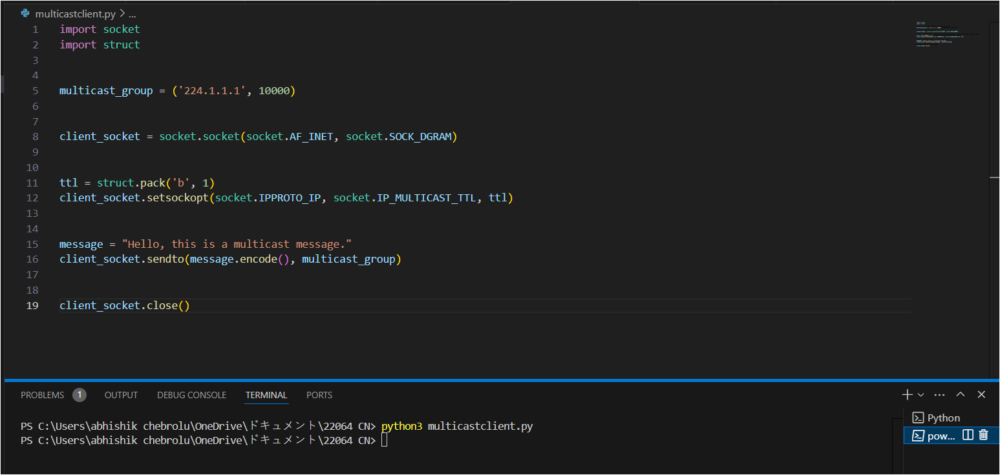 multicastclient.py > ...
1 import socket
2 import struct
3
4
5 multicast_group = ('224.1.1.1', 10000)
6
7
8 client_socket = socket.socket(socket.AF_INET, socket.SOCK_DGRAM)
9
10
11 ttl = struct.pack('b', 1)
12 client_socket.setsockopt(socket.IPPROTO_IP, socket.IP_MULTICAST_TTL, ttl)
13
14
15 message = "Hello, this is a multicast message."
16 client_socket.sendto(message.encode(), multicast_group)
17
18
19 client_socket.close()
PROBLEMS 1 OUTPUT DEBUG CONSOLE TERMINAL PORTS
PS C:\Users\abhishik chebrolu\OneDrive\ドキュメント\22064 CN> python3 multicastclient.py
PS C:\Users\abhishik chebrolu\OneDrive\ドキュメント\22064 CN>
Python
pow...